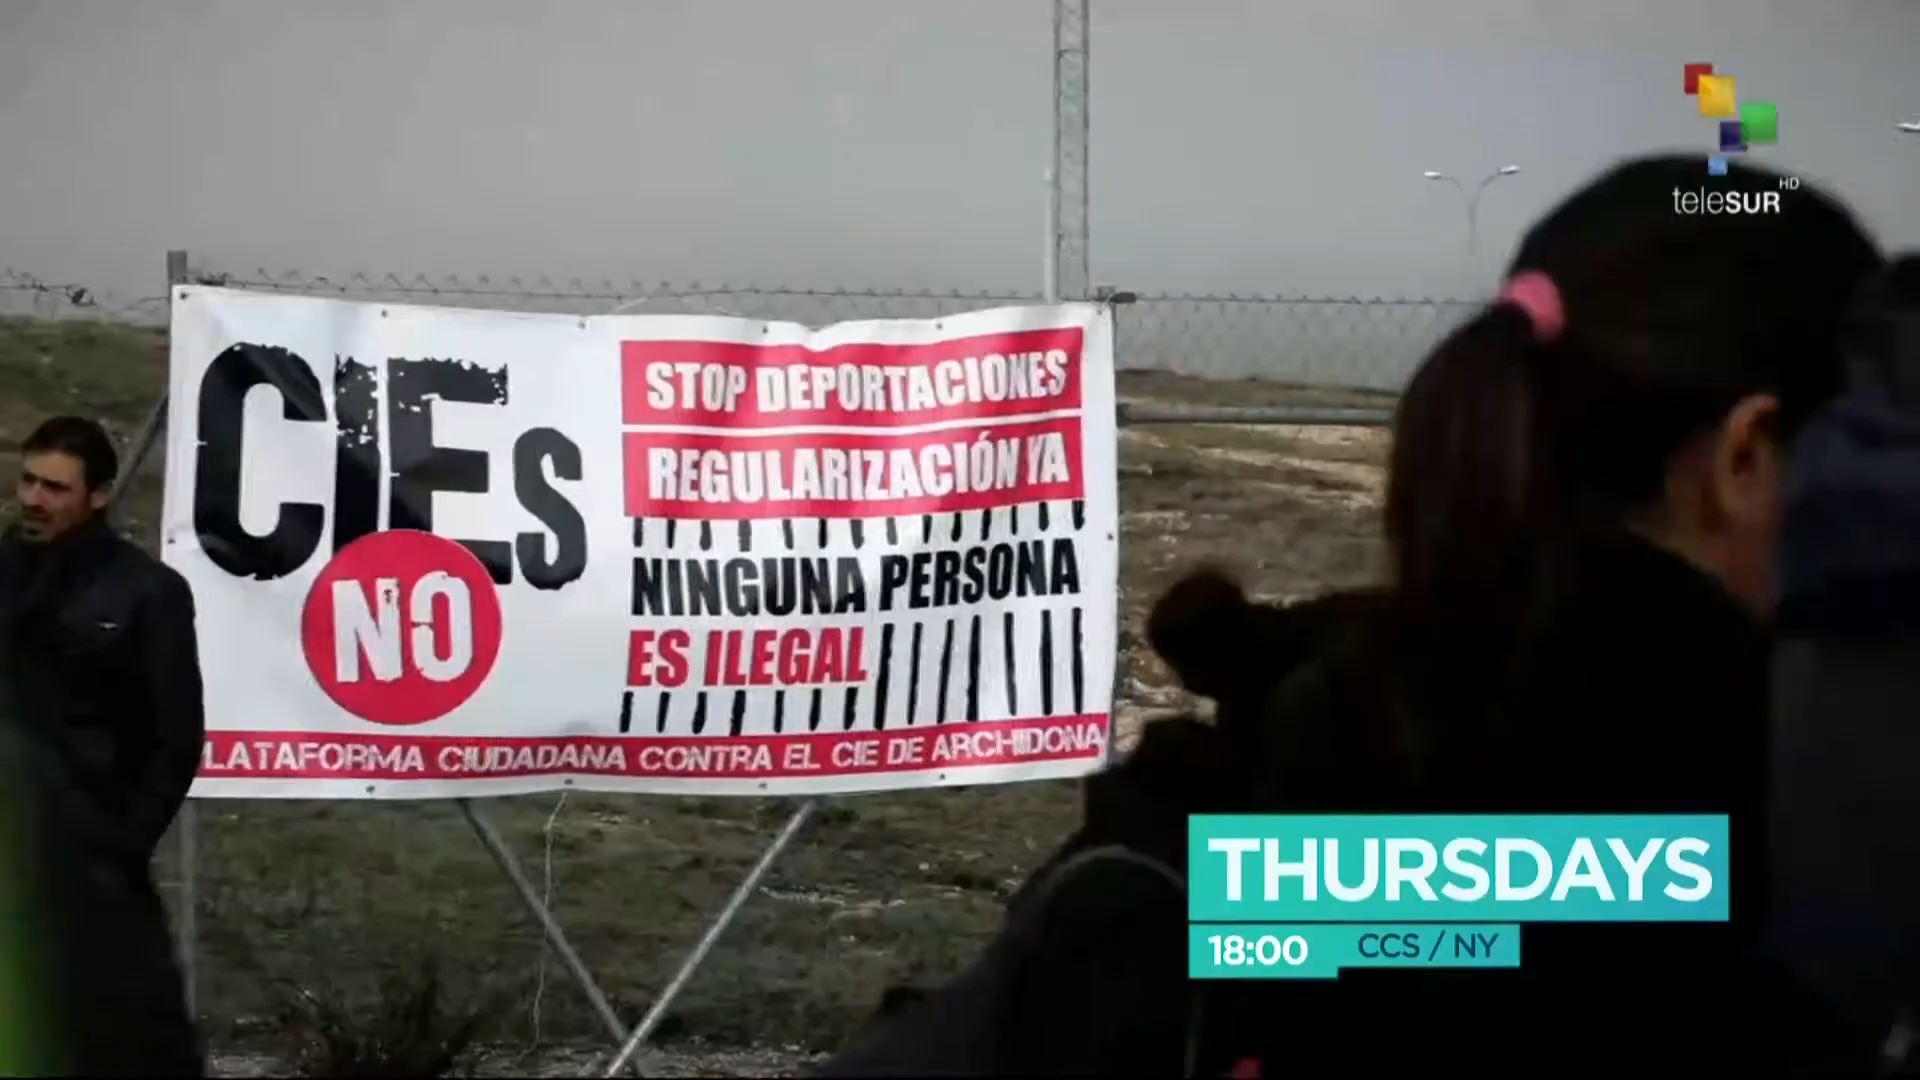 teleSUR HD
CIEs
NO
STOP DEPORTACIONES
REGULARIZACIÓN YA
NINGUNA PERSONA
ES ILEGAL
LATAFORMA CIUDADANA CONTRA EL CIE DE ARCHIDONA
THURSDAYS
18:00 CCS / NY